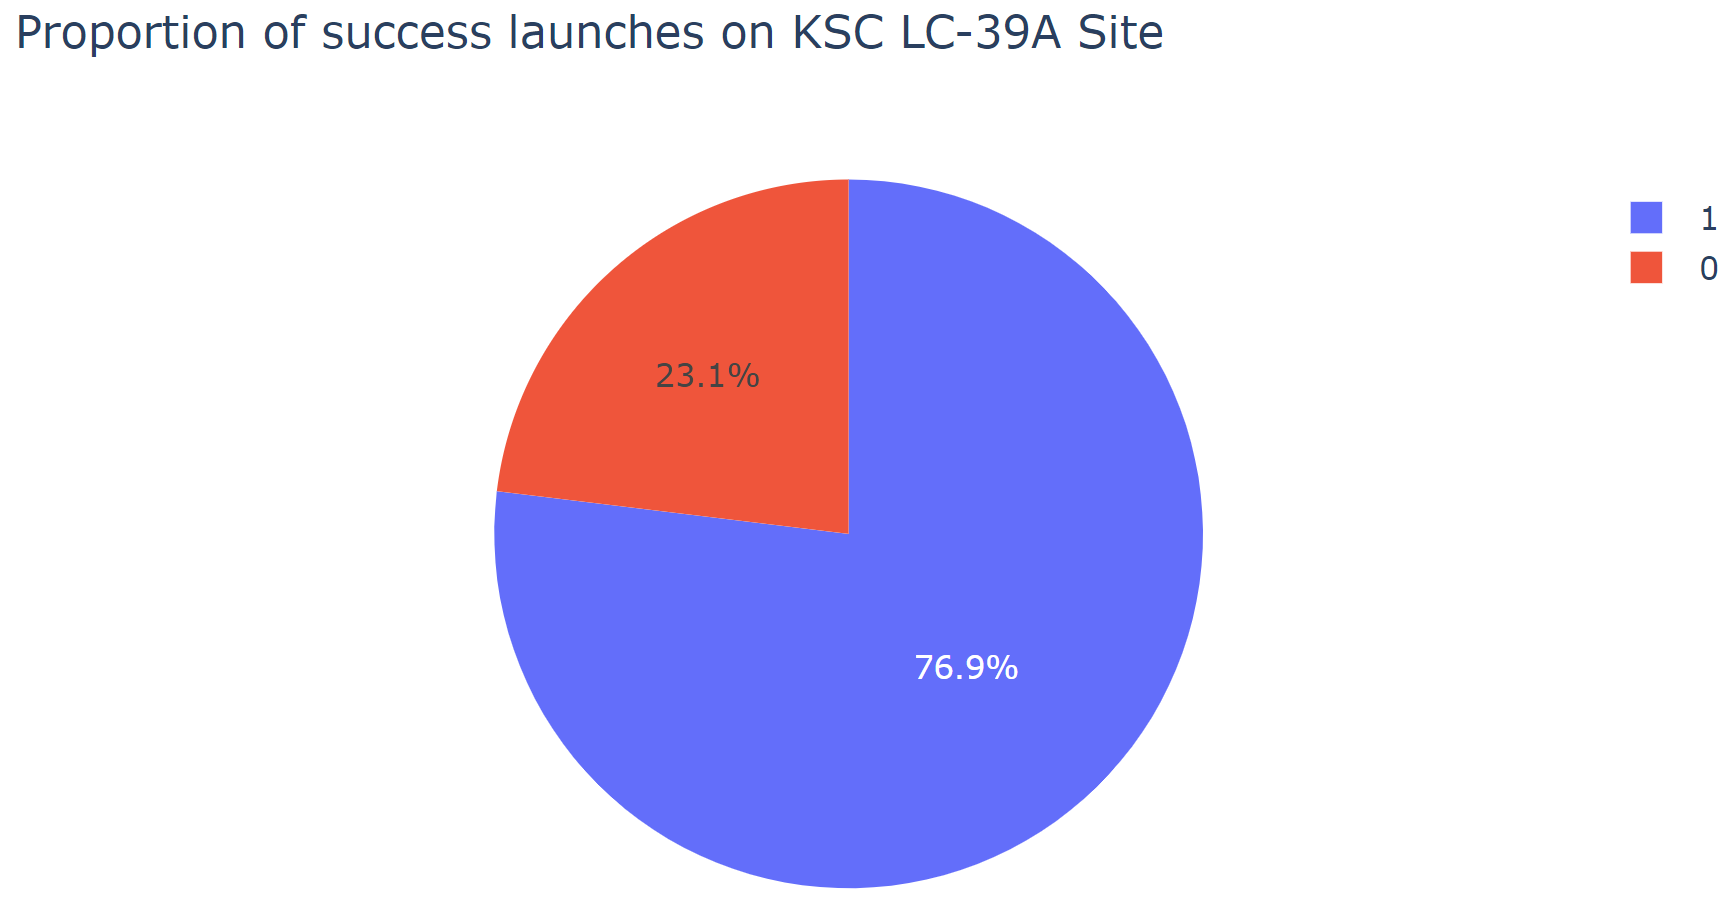 Proportion of success launches on KSC LC-39A Site
1
0
23.1%
76.9%